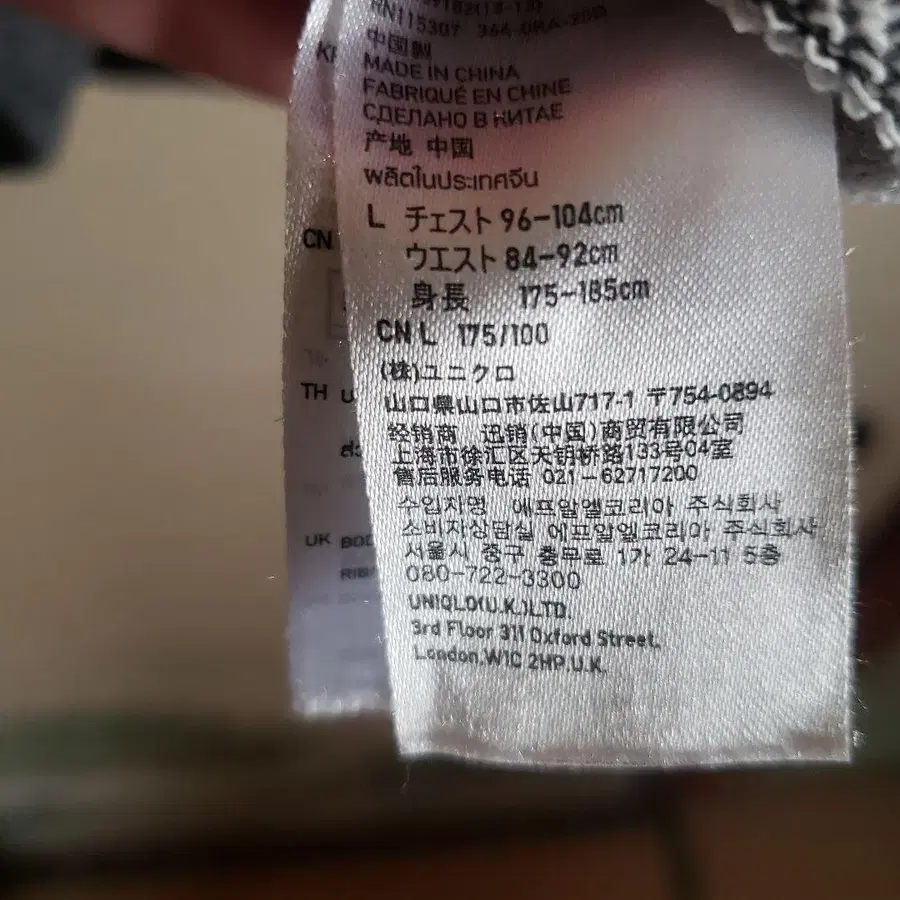 RN115307
中国製
MADE IN CHINA
FABRIQUÉ EN CHINE
СДЕЛАНО В КИТАЕ
产地 中国
ผลิตในประเทศจีน
L チェスト 96-104cm
ウエスト 84-92cm
身長 175-185cm
CN L 175/100
(株)ユニクロ
山口県山口市佐山717-1 〒754-0894
经销商 迅销(中国)商贸有限公司
上海市徐汇区天钥桥路133号04室
售后服务电话 021-62717200
수입자명 에프알엘코리아 주식회사
소비자상담실 에프알엘코리아 주식회사
서울시 중구 충무로 1가 24-11 5층
080-722-3300
UNIQLO(U.K.)LTD.
3rd Floor 311 Oxford Street.
London.W1C 2HP.U.K.
CN
TH
UK